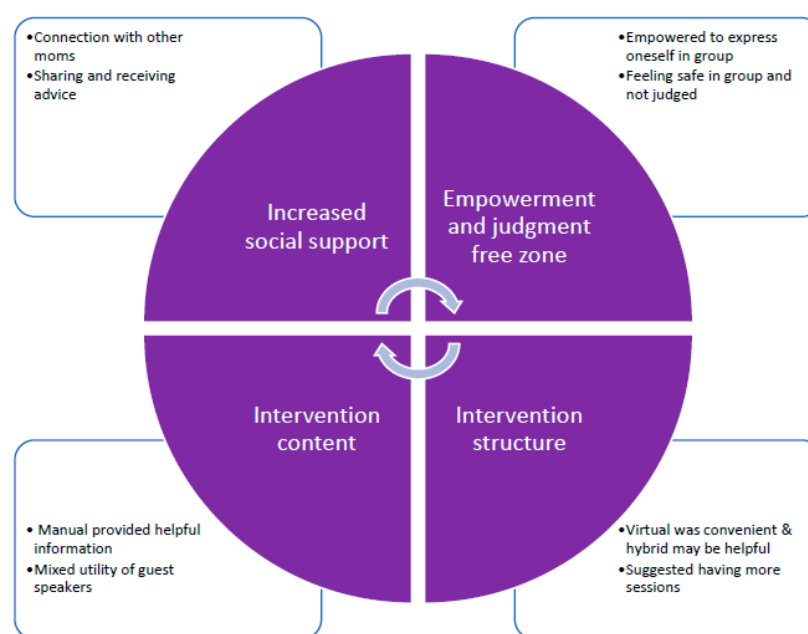 •Connection with other
moms
•Sharing and receiving
advice
•Empowered to express
oneself in group
•Feeling safe in group and
not judged
Increased
social support
Empowerment
and judgment
free zone
Intervention
content
Intervention
structure
• Manual provided helpful
information
•Mixed utility of guest
speakers
•Virtual was convenient &
hybrid may be helpful
•Suggested having more
sessions